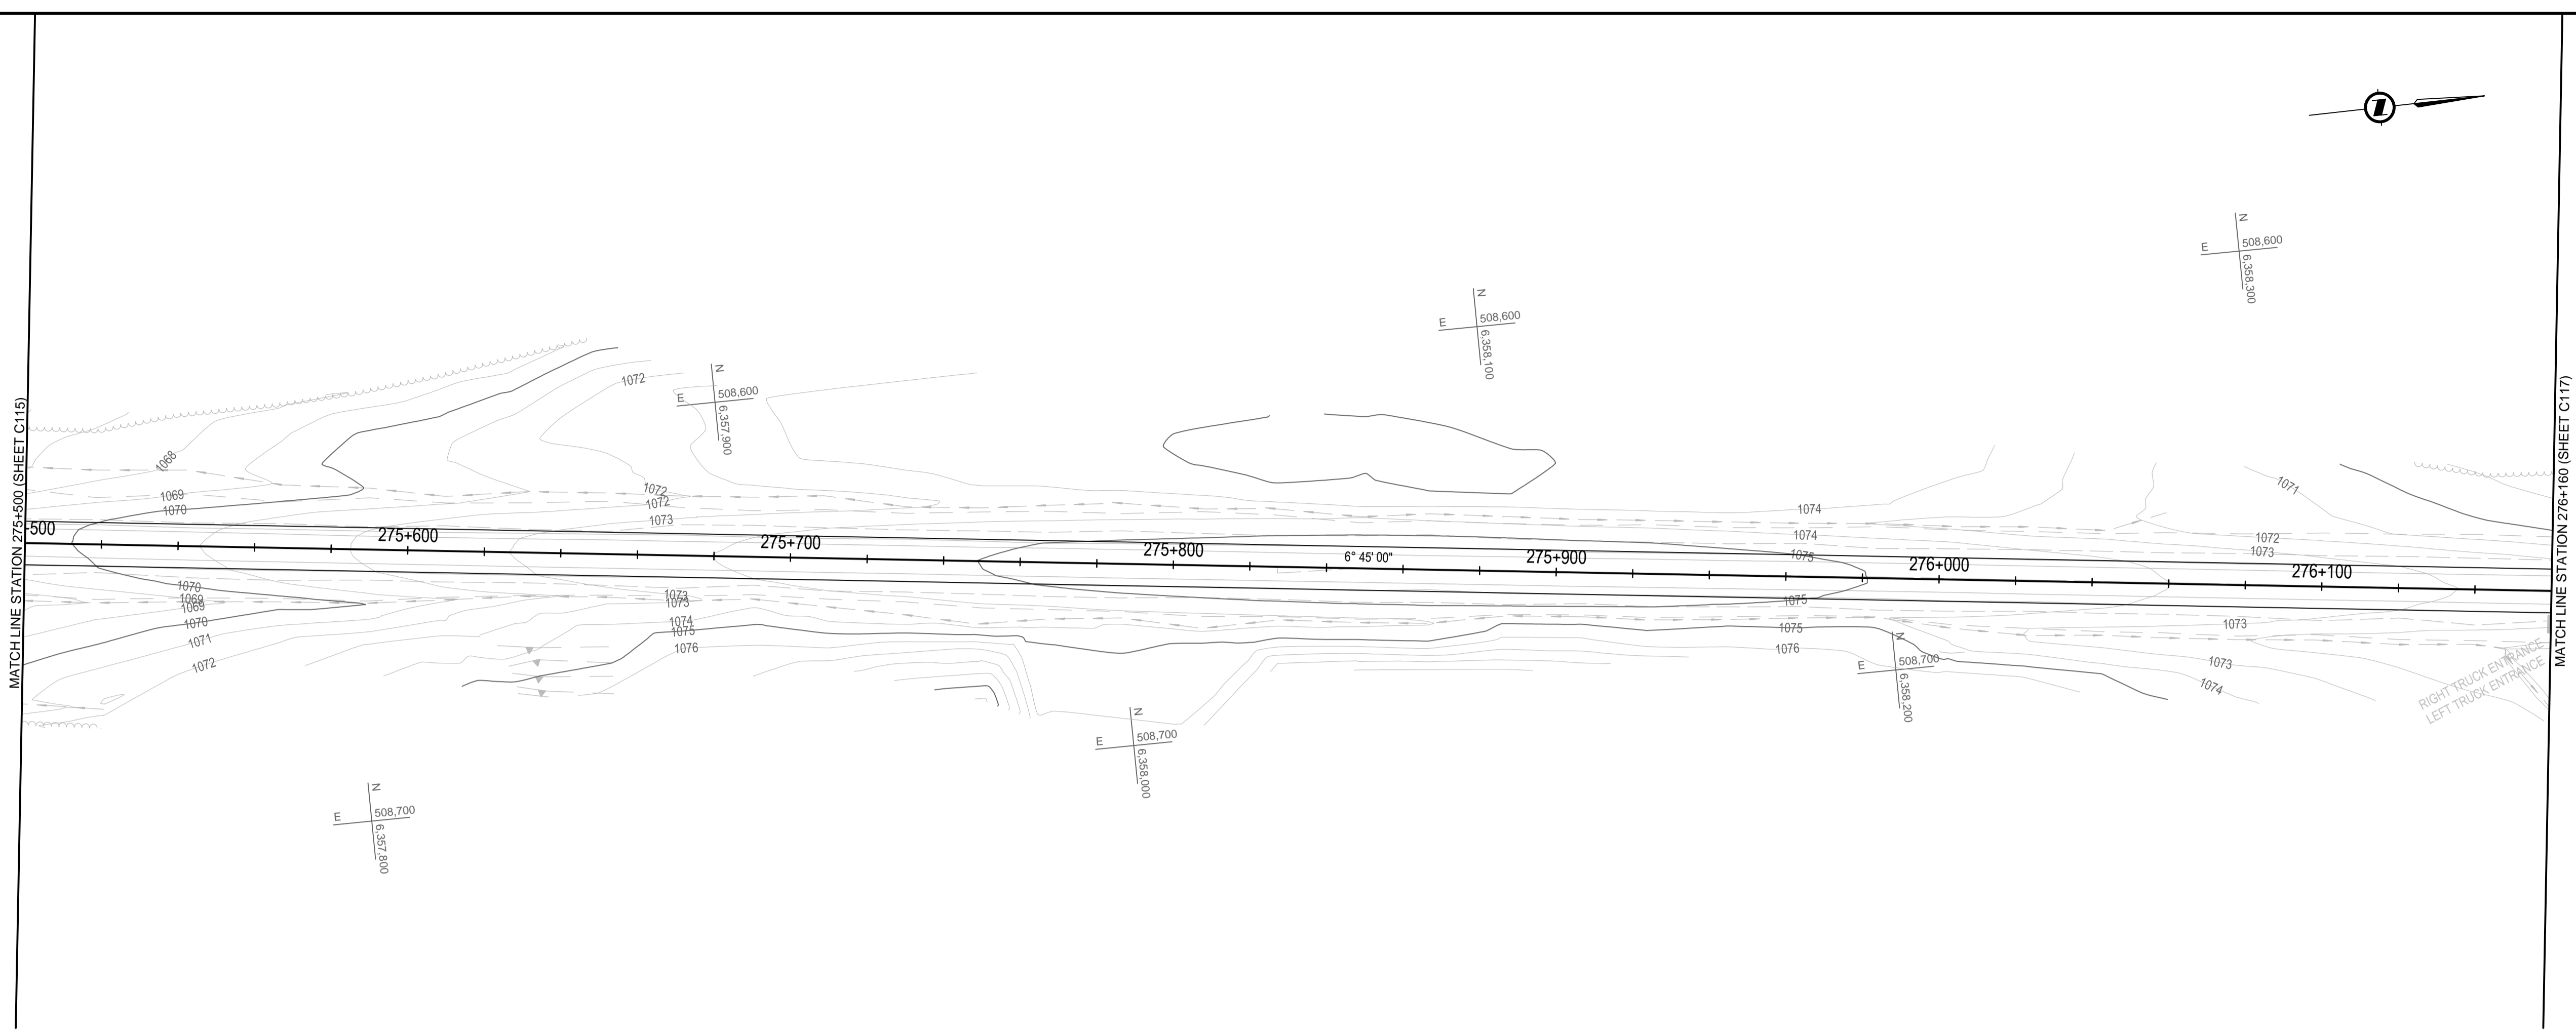 MATCH LINE STATION 275+500 (SHEET C115)
MATCH LINE STATION 276+160 (SHEET C117)
N
E 508,600
6,358,300
N
E 508,600
6,358,100
N
E 508,600
6,357,900
1072
1068
1069
1070
1072
1072
1073
1074
1074
1075
1071
1072
1073
500
275+600
275+700
275+800
6° 45' 00"
275+900
276+000
276+100
1070
1069
1069
1070
1071
1072
1073
1073
1074
1075
1076
1075
1075
1076
1073
1073
1074
RIGHT TRUCK ENTRANCE
LEFT TRUCK ENTRANCE
N
E 508,700
6,358,200
N
E 508,700
6,358,000
N
E 508,700
6,357,800